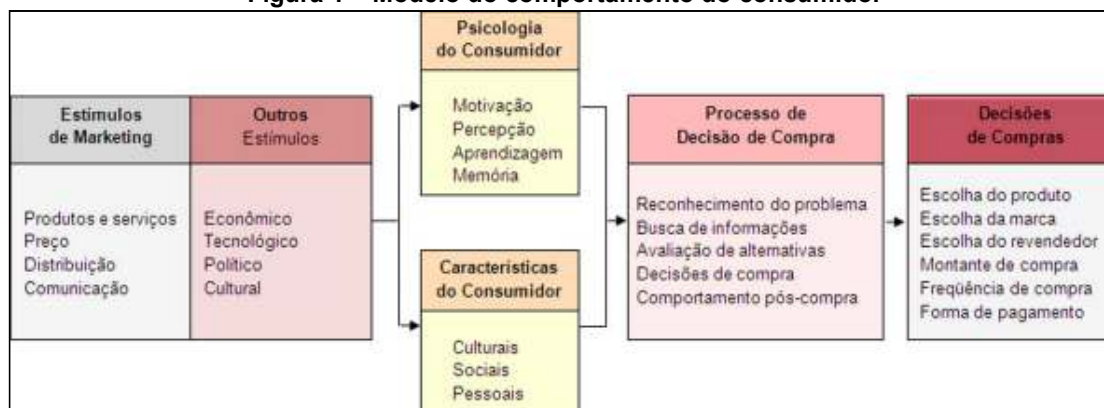 Figura 1 – Modelo do comportamento do consumidor
Estímulos
de Marketing
Produtos e serviços
Preço
Distribuição
Comunicação
Outros
Estímulos
Econômico
Tecnológico
Político
Cultural
Psicologia
do Consumidor
Motivação
Percepção
Aprendizagem
Memória
Características
do Consumidor
Culturais
Sociais
Pessoais
Processo de
Decisão de Compra
Reconhecimento do problema
Busca de informações
Avaliação de alternativas
Decisões de compra
Comportamento pós-compra
Decisões
de Compras
Escolha do produto
Escolha da marca
Escolha do revendedor
Montante de compra
Freqüência de compra
Forma de pagamento